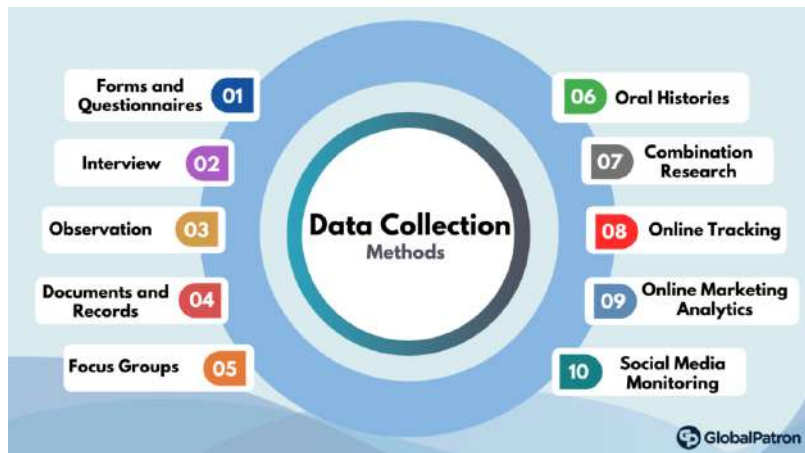 Forms and
Questionnaires
01
Interview
02
Observation
03
Documents and
Records
04
Focus Groups
05
Data Collection
Methods
06
Oral Histories
07
Combination
Research
08
Online Tracking
09
Online Marketing
Analytics
10
Social Media
Monitoring
GlobalPatron